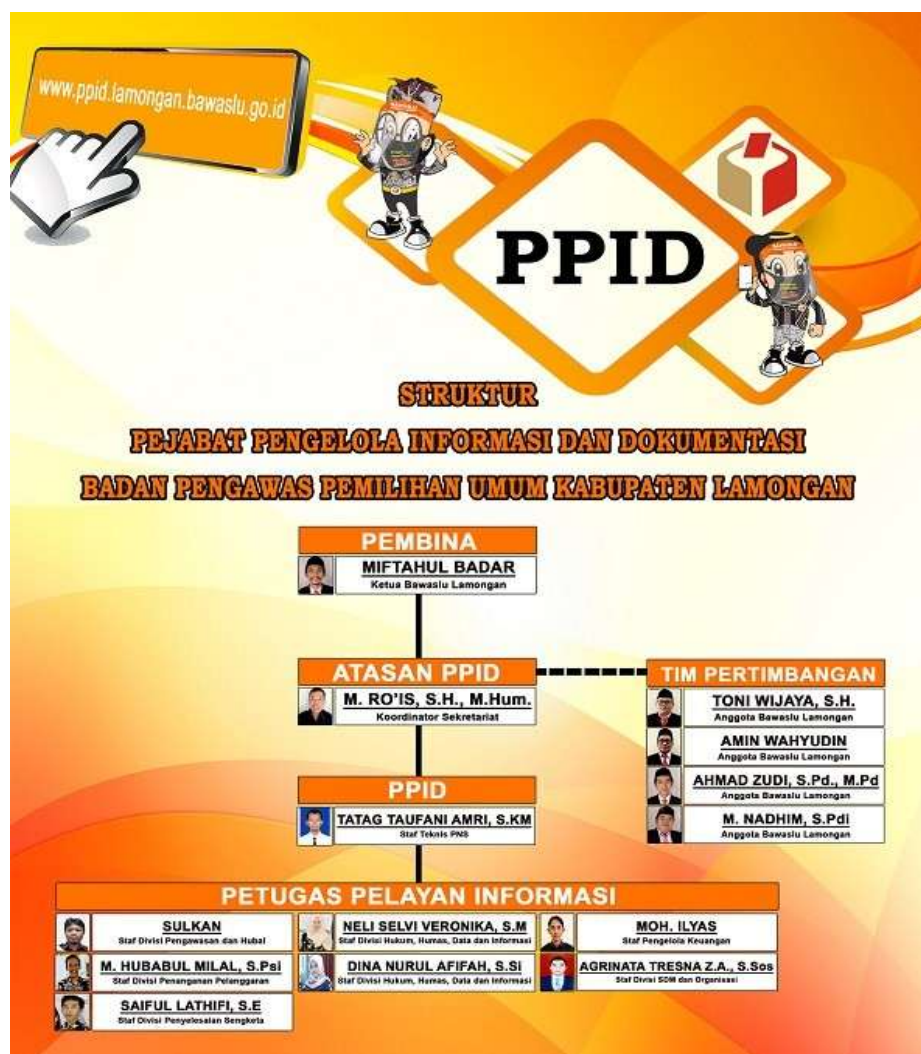 www.ppid.lamongan.bawaslu.go.id
PPID
STRUKTUR
PEJABAT PENGELOLA INFORMASI DAN DOKUMENTASI
BADAN PENGAWAS PEMILIHAN UMUM KABUPATEN LAMONGAN
PEMBINA
MIFTAHUL BADAR
Ketua Bawaslu Lamongan
ATASAN PPID
M. RO'IS, S.H., M.Hum.
Koordinator Sekretariat
TIM PERTIMBANGAN
TONI WIJAYA, S.H.
Anggota Bawaslu Lamongan
AMIN WAHYUDIN
Anggota Bawaslu Lamongan
AHMAD ZUDI, S.Pd., M.Pd
Anggota Bawaslu Lamongan
M. NADHIM, S.Pdi
Anggota Bawaslu Lamongan
PPID
TATAG TAUFANI AMRI, S.KM
Staf Teknis PNS
PETUGAS PELAYAN INFORMASI
SULKAN
Staf Divisi Pengawasan dan Hubal
M. HUBABUL MILAL, S.Psi
Staf Divisi Penanganan Pelanggaran
SAIFUL LATHIFI, S.E
Staf Divisi Penyelesaian Sengketa
NELI SELVI VERONIKA, S.M
Staf Divisi Hukum, Humas, Data dan Informasi
DINA NURUL AFIFAH, S.Si
Staf Divisi Hukum, Humas, Data dan Informasi
MOH. ILYAS
Staf Pengelola Keuangan
AGRINATA TRESNA Z.A., S.Sos
Staf Divisi SDM dan Organisasi